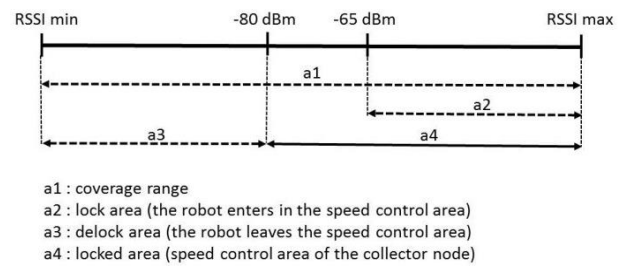 RSSI min -80 dBm -65 dBm RSSI max
a1
a2
a3 a4
a1 : coverage range
a2 : lock area (the robot enters in the speed control area)
a3 : delock area (the robot leaves the speed control area)
a4 : locked area (speed control area of the collector node)